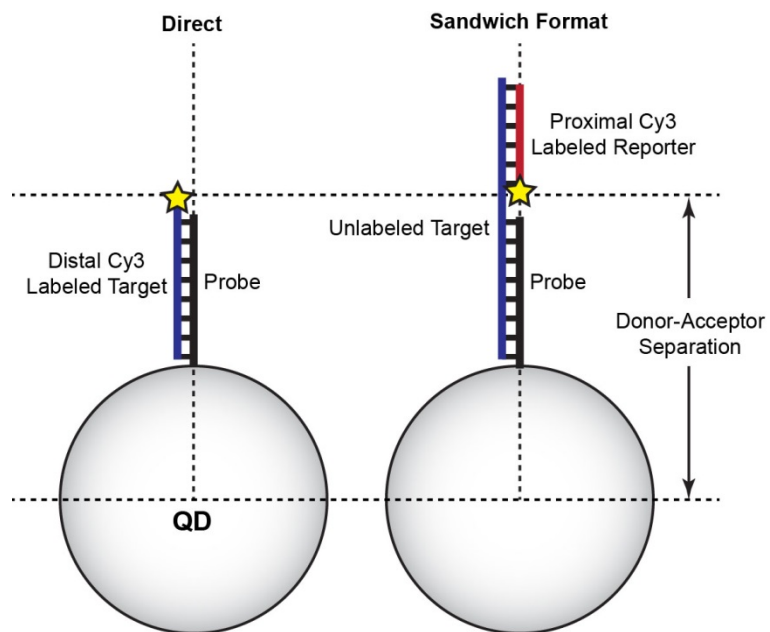 Direct
Sandwich Format
Proximal Cy3
Labeled Reporter
Unlabeled Target
Distal Cy3
Labeled Target
Probe
Probe
Donor-Acceptor
Separation
QD